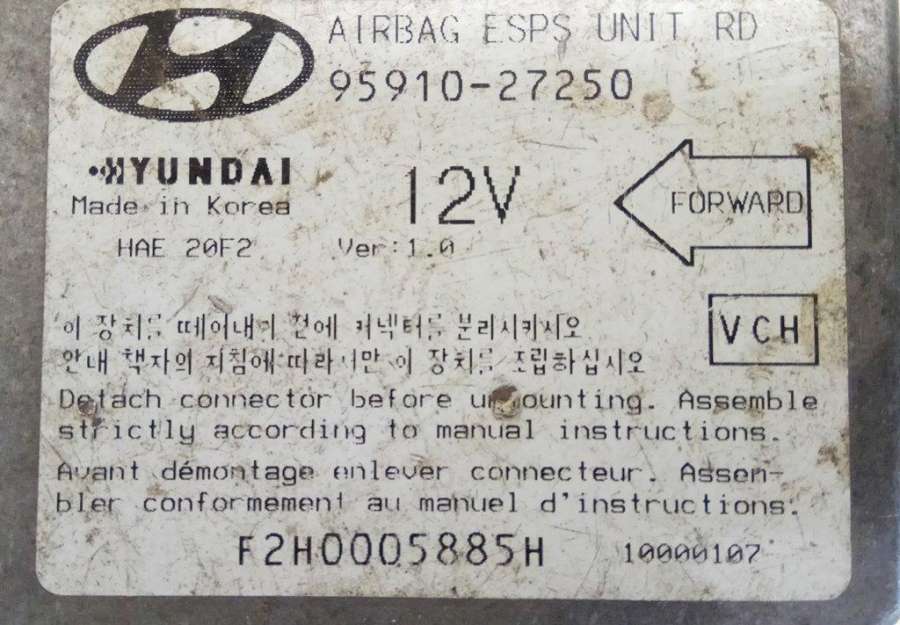 AIRBAG ESPS UNIT RD
95910-27250
HYUNDAI
Made in Korea
12V
FORWARD
HAE 20F2
Ver:1.0
VCH
이 장치를 떼어내기 전에 커넥터를 분리시키시오
안내 책자의 지침에 따라서만 이 장치를 조립하십시오
Detach connector before unmounting. Assemble
strictly according to manual instructions.
Avant démontage enlever connecteur. Assem-
bler conformement au manuel d'instructions.
F2H0005885H
10000107